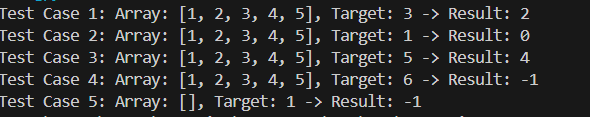 Test Case 1: Array: [1, 2, 3, 4, 5], Target: 3 -> Result: 2
Test Case 2: Array: [1, 2, 3, 4, 5], Target: 1 -> Result: 0
Test Case 3: Array: [1, 2, 3, 4, 5], Target: 5 -> Result: 4
Test Case 4: Array: [1, 2, 3, 4, 5], Target: 6 -> Result: -1
Test Case 5: Array: [], Target: 1 -> Result: -1